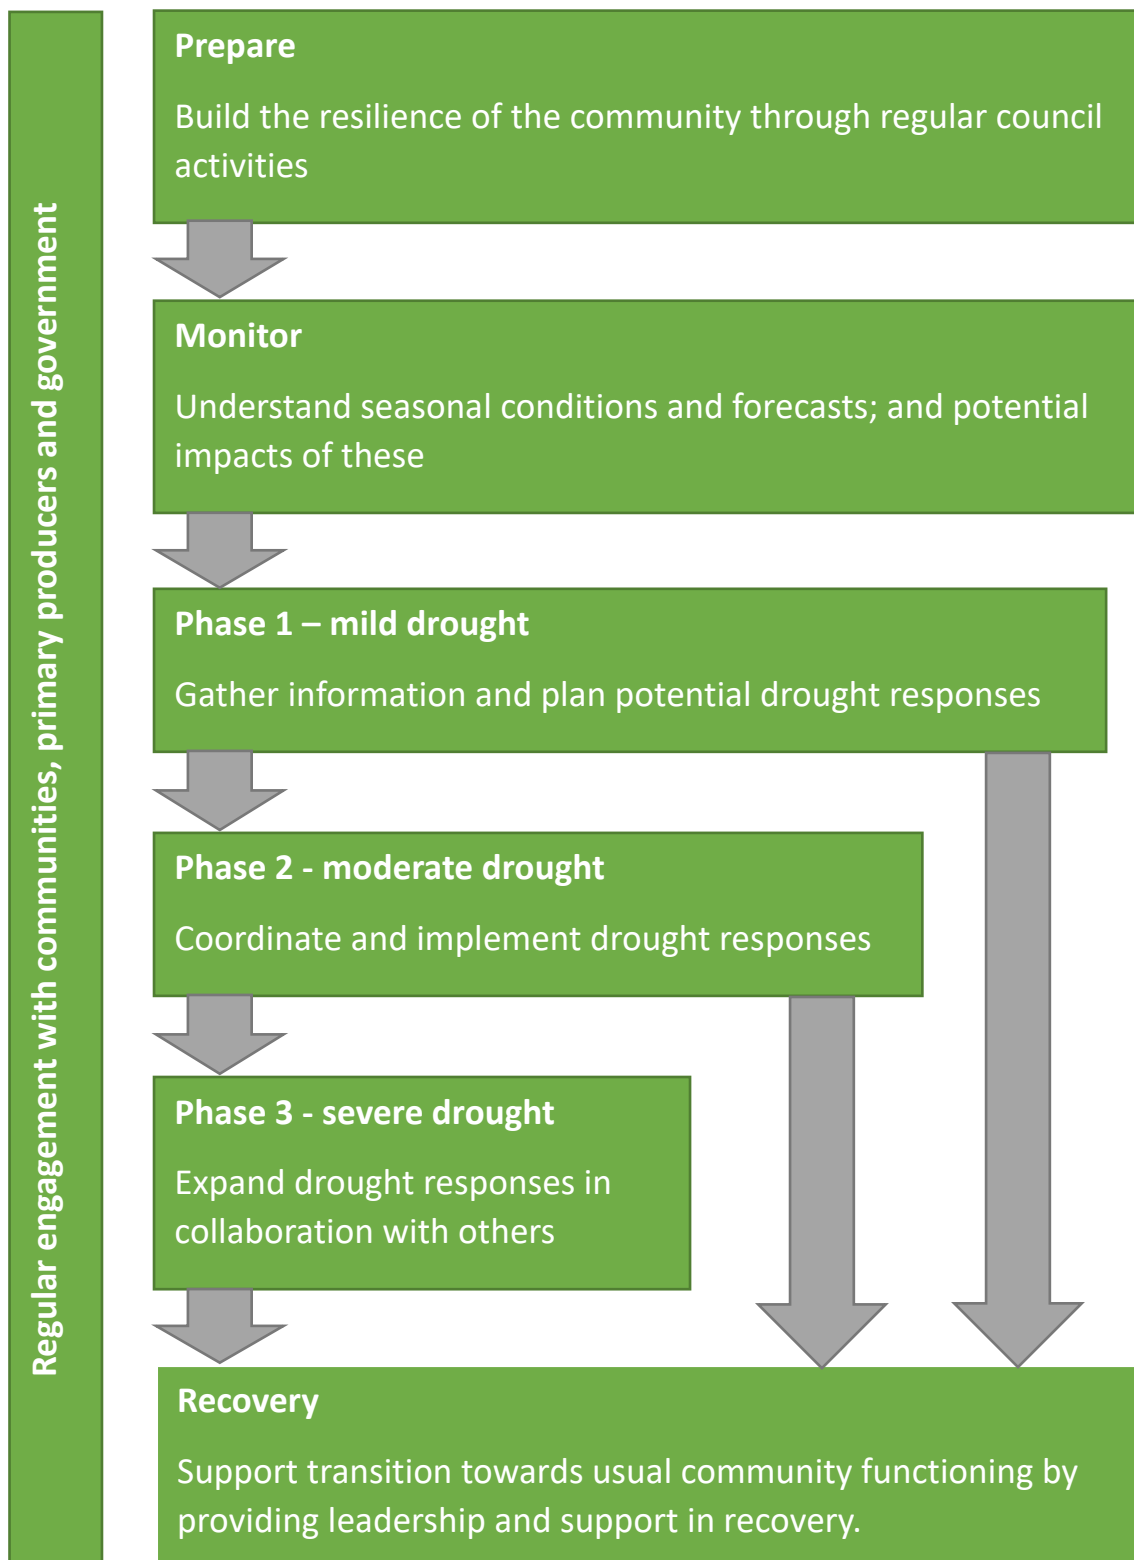 Regular engagement with communities, primary producers and government
Prepare
Build the resilience of the community through regular council
activities
Monitor
Understand seasonal conditions and forecasts; and potential
impacts of these
Phase 1 – mild drought
Gather information and plan potential drought responses
Phase 2 - moderate drought
Coordinate and implement drought responses
Phase 3 - severe drought
Expand drought responses in
collaboration with others
Recovery
Support transition towards usual community functioning by
providing leadership and support in recovery.